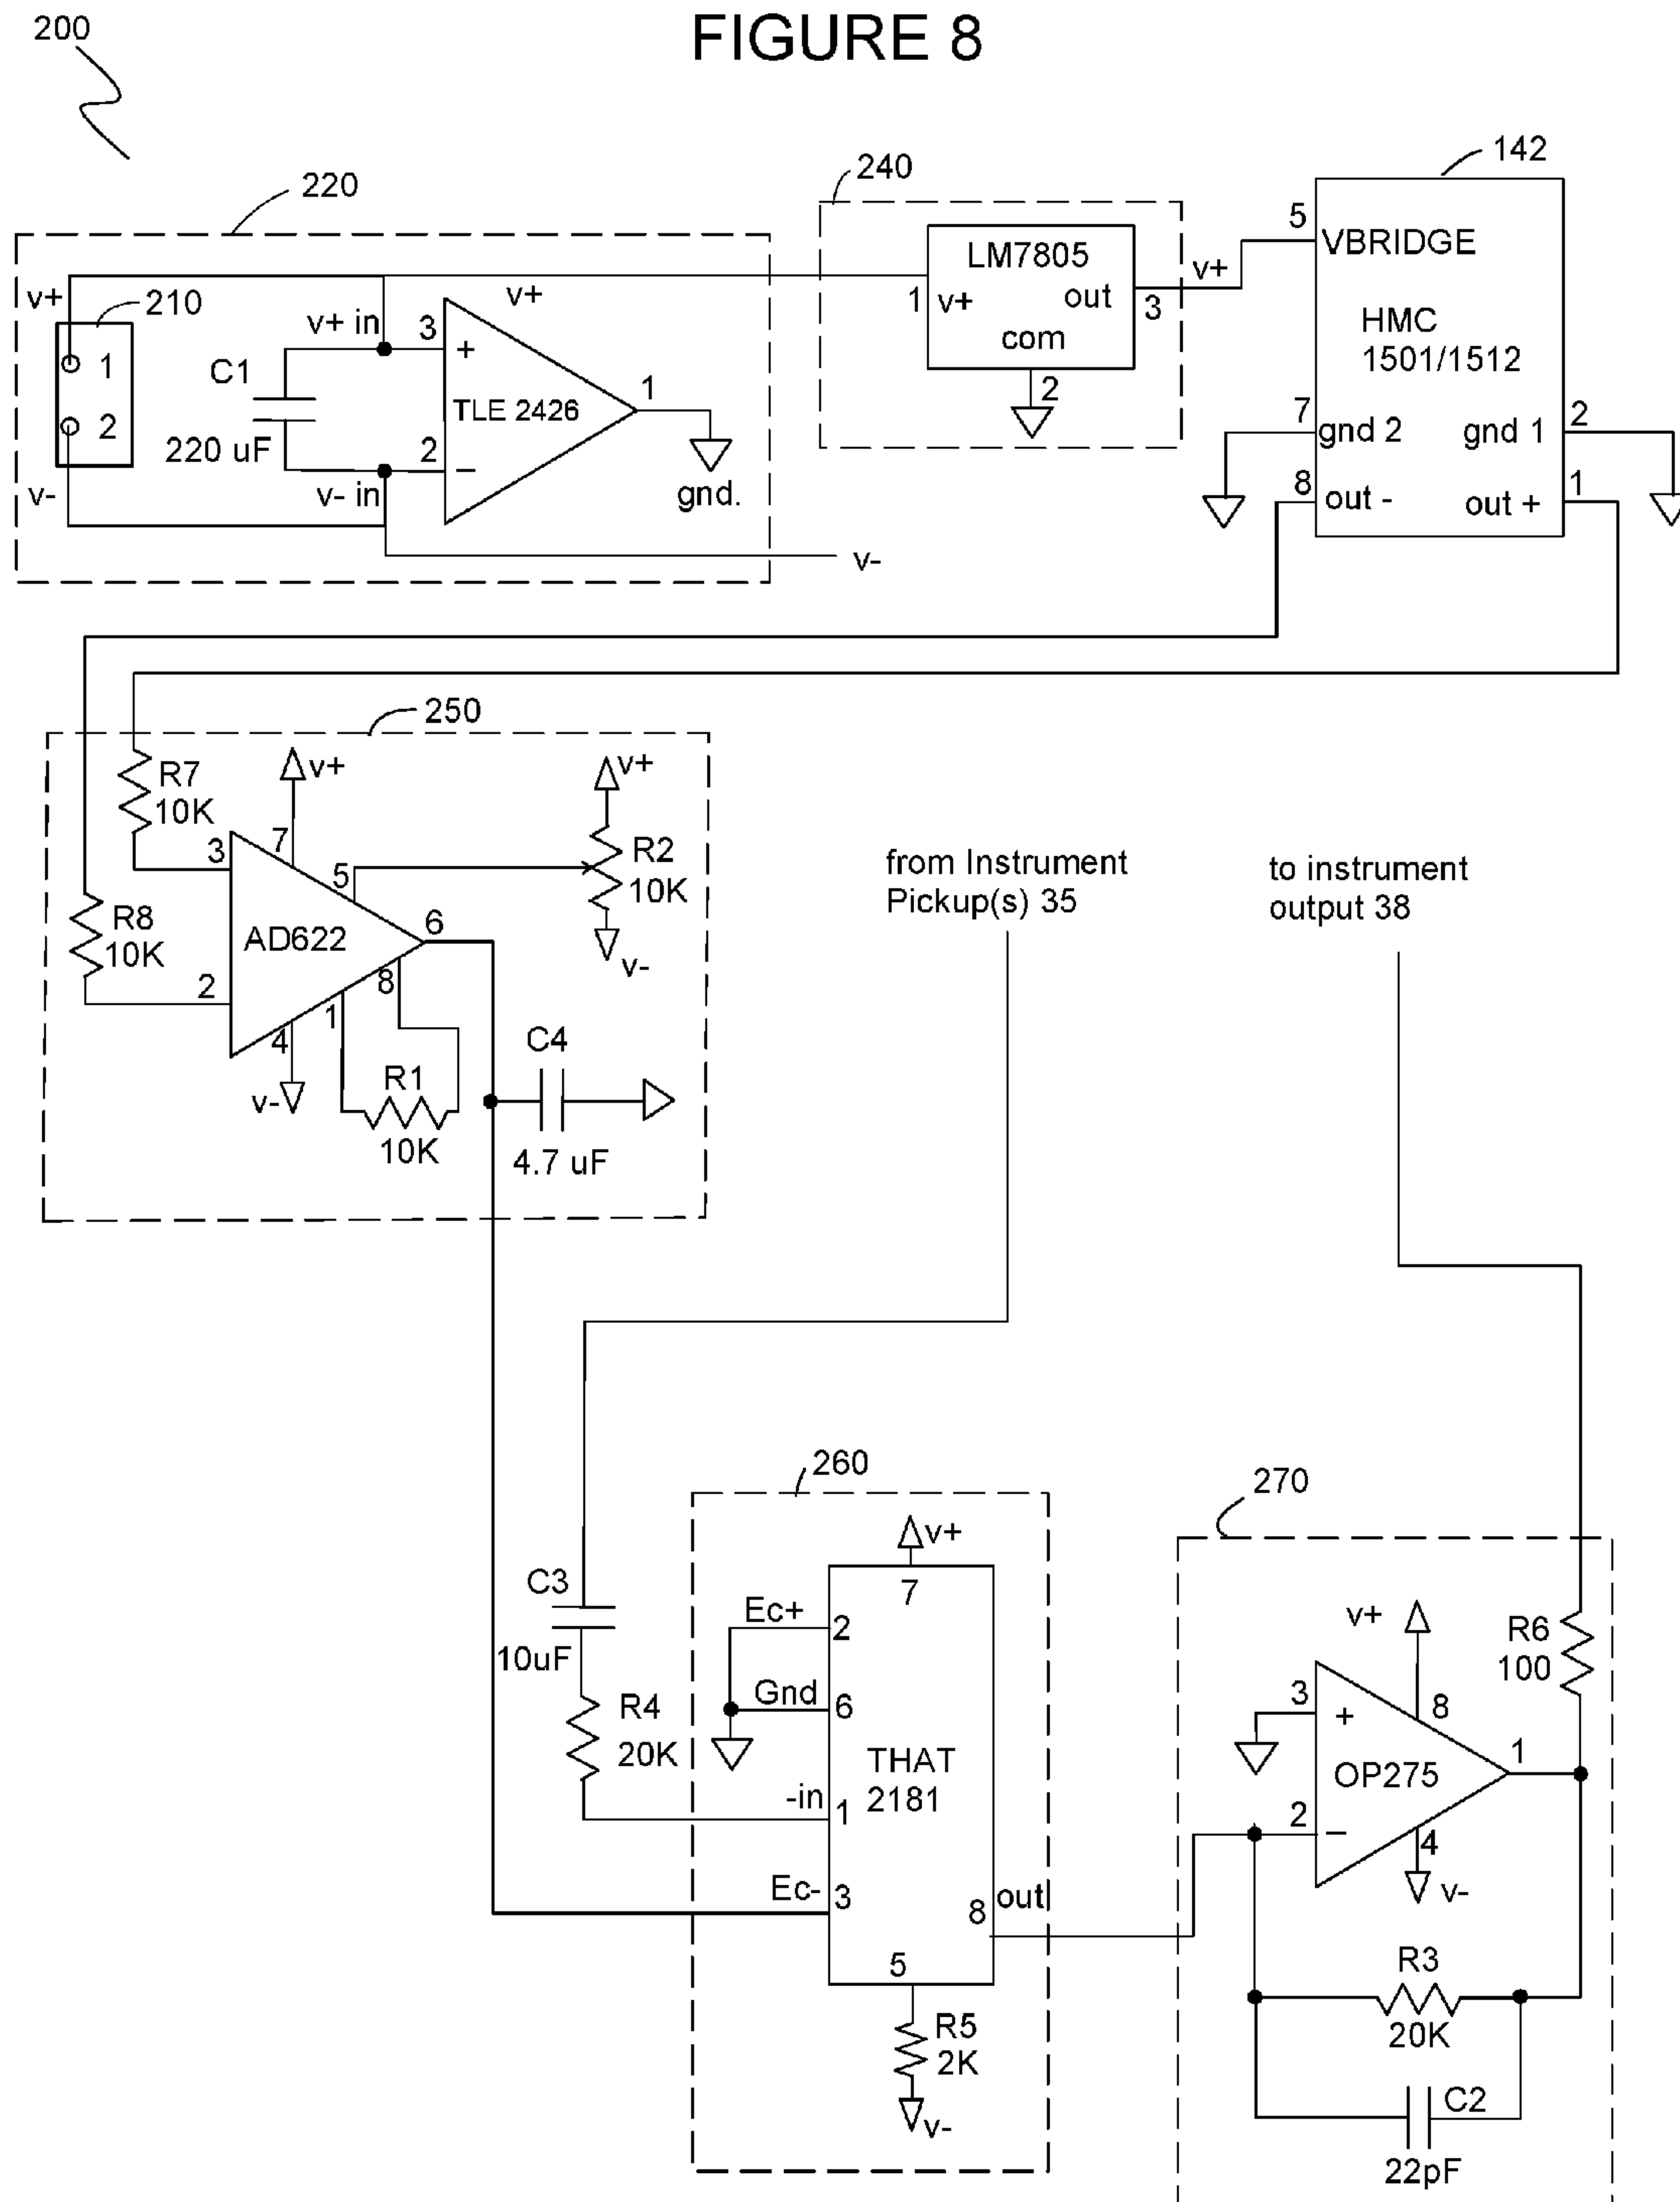 FIGURE 8
200
220
240
142
v+
210
1
2
v-
C1
220 uF
v+ in
v- in
3
+
2
−
TLE 2426
1
gnd.
v+
v-
LM7805
1
v+
out
3
com
2
v+
5
VBRIDGE
HMC
1501/1512
7
gnd 2
gnd 1
2
8
out -
out +
1
250
R7
10K
R8
10K
3
2
7
v+
5
AD622
6
8
1
4
v-
R1
10K
v+
R2
10K
v-
C4
4.7 uF
from Instrument
Pickup(s) 35
to instrument
output 38
260
270
C3
10uF
R4
20K
v+
7
Ec+
2
Gnd
6
THAT
2181
-in
1
Ec-
3
8
out
5
R5
2K
v-
v+
8
R6
100
3
+
OP275
1
2
−
4
v-
R3
20K
C2
22pF